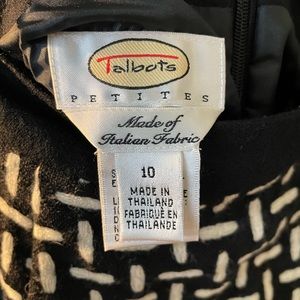 Talbots
PETITES
Made of
Italian Fabric
10
MADE IN
THAILAND
FABRIQUÉ EN
THAILANDE